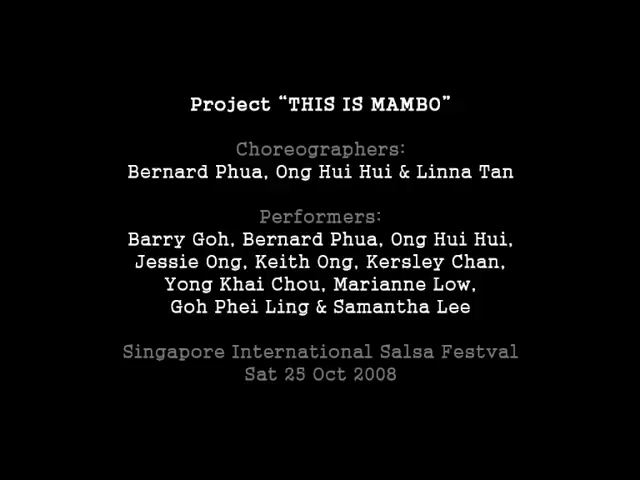 Project “THIS IS MAMBO”
Choreographers:
Bernard Phua, Ong Hui Hui & Linna Tan
Performers:
Barry Goh, Bernard Phua, Ong Hui Hui,
Jessie Ong, Keith Ong, Kersley Chan,
Yong Khai Chou, Marianne Low,
Goh Phei Ling & Samantha Lee
Singapore International Salsa Festval
Sat 25 Oct 2008